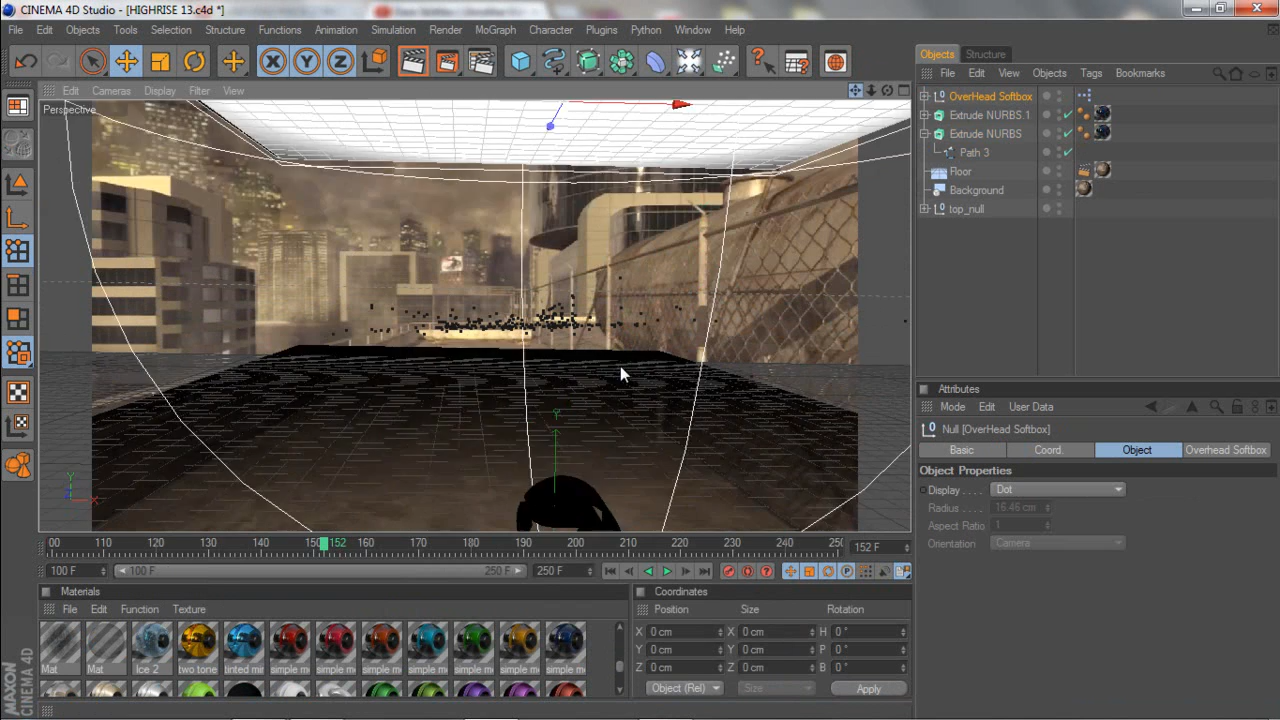 CINEMA 4D Studio - [HIGHRISE 13.c4d *]
File Edit Objects Tools Selection Structure Functions Animation Simulation Render MoGraph Character Plugins Python Window Help
Edit Cameras Display Filter View
Perspective
Objects Structure
File Edit View Objects Tags Bookmarks
OverHead Softbox
Extrude NURBS.1
Extrude NURBS
Path 3
Floor
Background
top_null
Attributes
Mode Edit User Data
Null [OverHead Softbox]
Basic Coord. Object Overhead Softbox
Object Properties
Display . . . . Dot
Radius . . . . 16.46 cm
Aspect Ratio 1
Orientation Camera
00 110 120 130 140 150 152 160 170 180 190 200 210 220 230 240 250 152 F
100 F 100 F 250 F 250 F
Materials
File Edit Function Texture
Mat Mat Ice 2 two tone tinted mir simple m simple m simple m simple m simple m simple m simple m
Coordinates
Position Size Rotation
X 0 cm X 0 cm H 0 °
Y 0 cm Y 0 cm P 0 °
Z 0 cm Z 0 cm B 0 °
Object (Rel) Size Apply
MAXON
CINEMA 4D